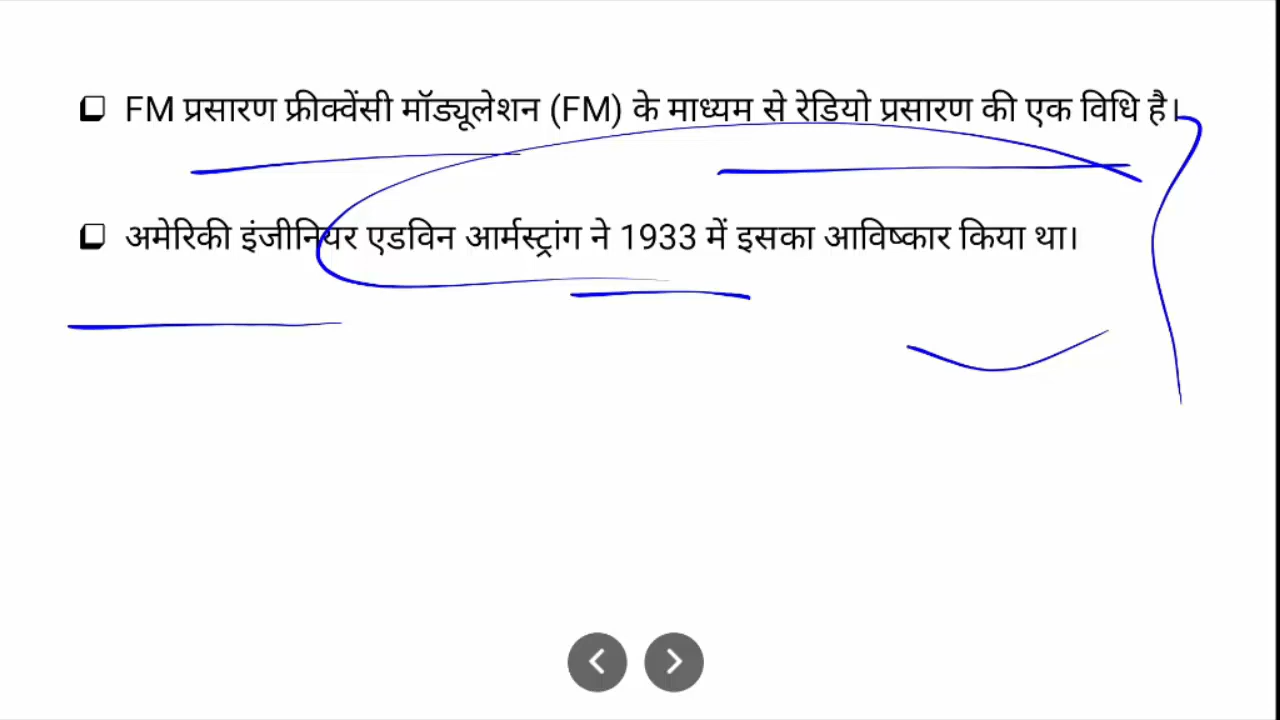 FM प्रसारण फ्रीक्वेंसी मॉड्यूलेशन (FM) के माध्यम से रेडियो प्रसारण की एक विधि है।
अमेरिकी इंजीनियर एडविन आर्मस्ट्रांग ने 1933 में इसका आविष्कार किया था।